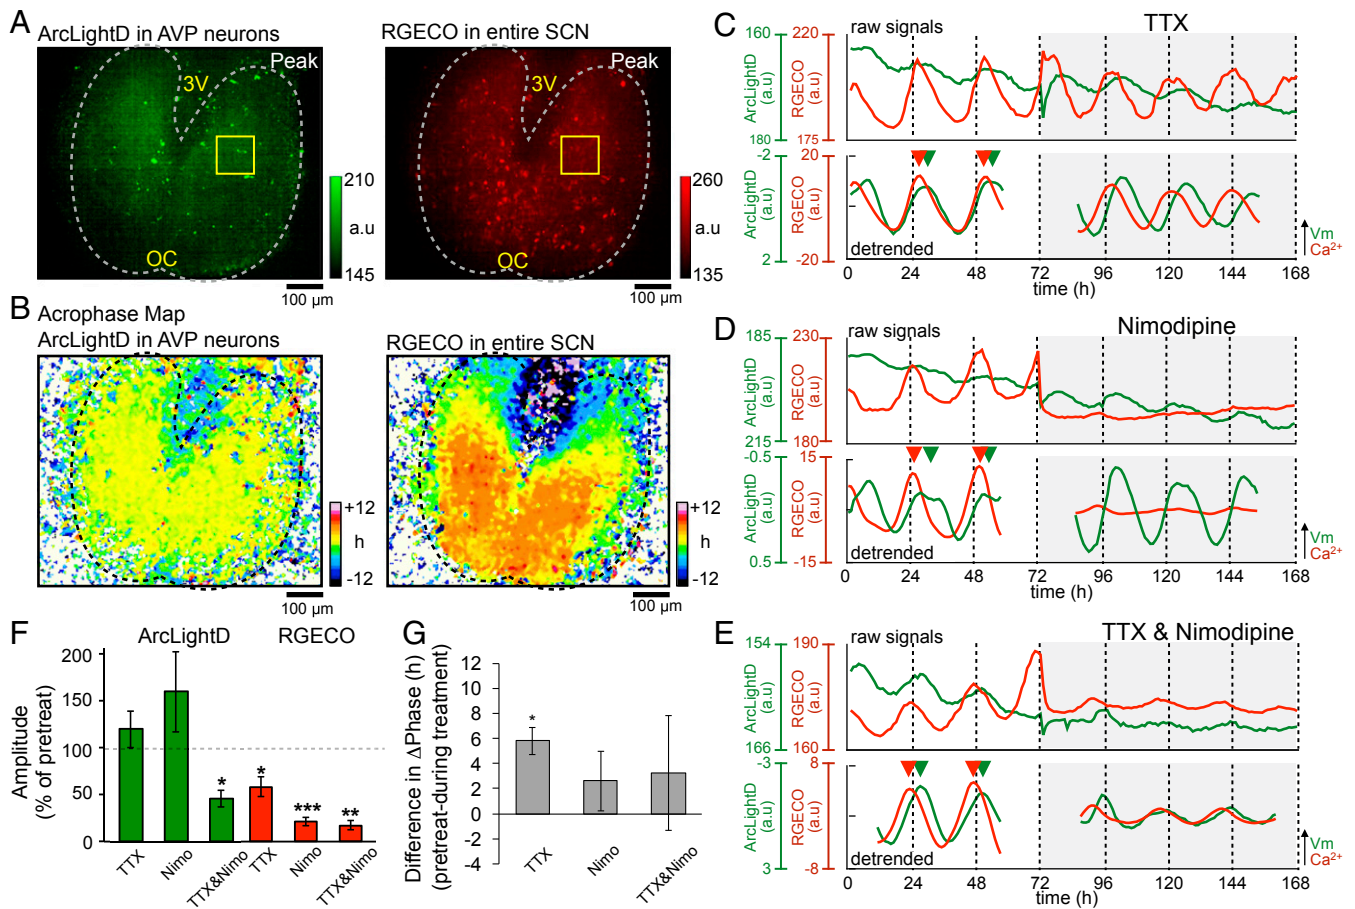 A
ArcLightD in AVP neurons
RGECO in entire SCN
Peak
3V
OC
210
a.u
145
100 µm
Peak
3V
OC
260
a.u
135
100 µm
B
Acrophase Map
ArcLightD in AVP neurons
RGECO in entire SCN
+12
h
-12
100 µm
+12
h
-12
100 µm
C
TTX
raw signals
160
ArcLightD
(a.u)
180
220
RGECO
(a.u)
175
-2
ArcLightD
(a.u)
2
20
RGECO
(a.u)
-20
detrended
Vm
Ca2+
0 24 48 72 96 120 144 168
time (h)
D
Nimodipine
raw signals
185
ArcLightD
(a.u)
215
230
RGECO
(a.u)
180
-0.5
ArcLightD
(a.u)
0.5
15
RGECO
(a.u)
-15
detrended
Vm
Ca2+
0 24 48 72 96 120 144 168
time (h)
E
TTX & Nimodipine
raw signals
154
ArcLightD
(a.u)
166
190
RGECO
(a.u)
160
-3
ArcLightD
(a.u)
3
8
RGECO
(a.u)
-8
detrended
Vm
Ca2+
0 24 48 72 96 120 144 168
time (h)
F
ArcLightD
RGECO
Amplitude
(% of pretreat)
200
150
100
50
0
* * *** **
TTX Nimo TTX&Nimo TTX Nimo TTX&Nimo
G
Difference in ΔPhase (h)
(pretreat-during treatment)
12
10
8
6
4
2
0
-2
-4
*
TTX Nimo TTX&Nimo